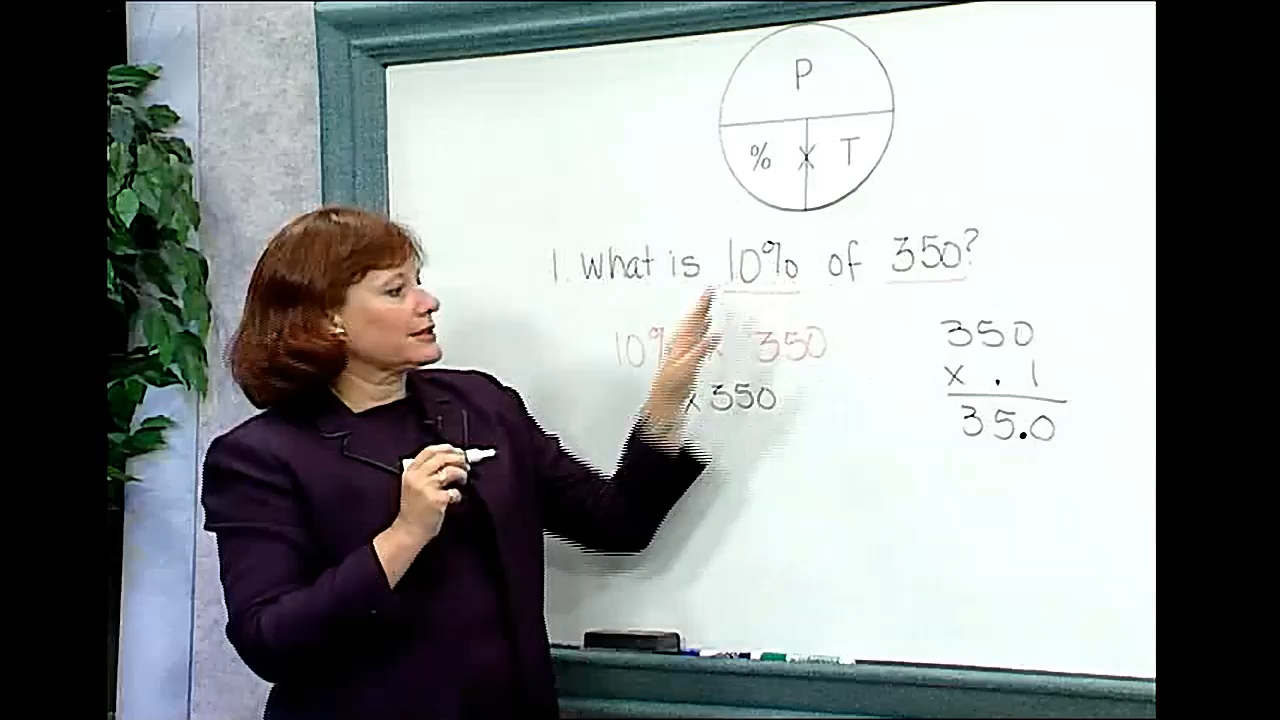 P
% X T
1. What is 10% of 350?
10% 350
x 350
350
x .1
35.0